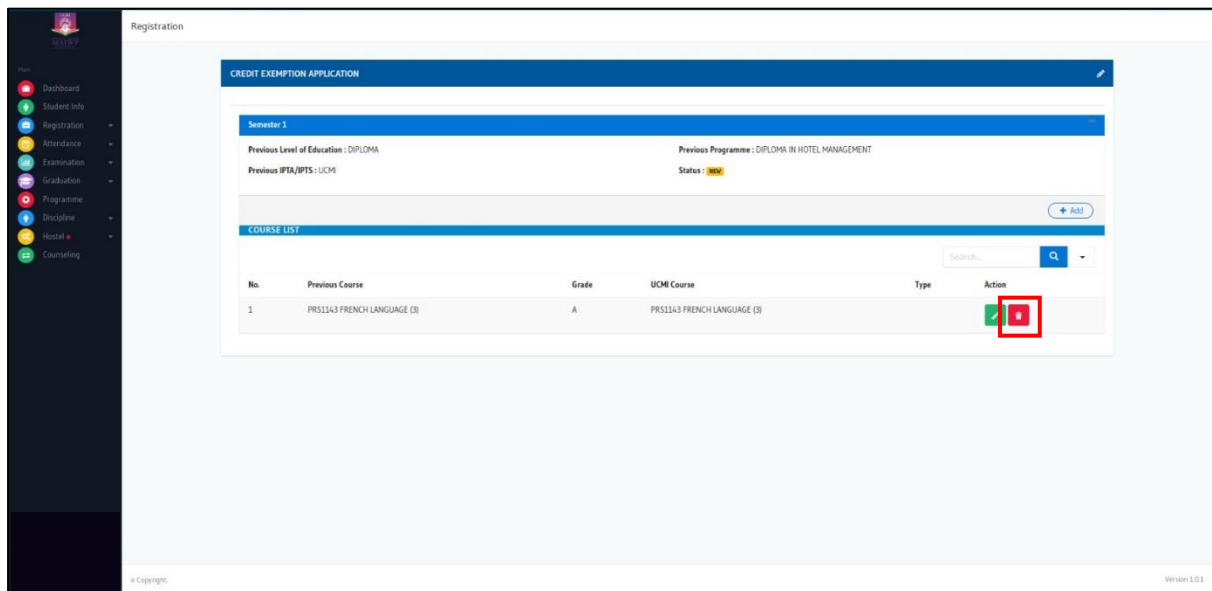 Registration
Main
Dashboard
Student Info
Registration
Attendance
Examination
Graduation
Programme
Discipline
Hostel
Counseling
CREDIT EXEMPTION APPLICATION
Semester 1
Previous Level of Education : DIPLOMA
Previous Programme : DIPLOMA IN HOTEL MANAGEMENT
Previous IPTA/IPTS : UCMI
Status : NEW
+ Add
COURSE LIST
Search...
No. Previous Course Grade UCMI Course Type Action
1 PRS1143 FRENCH LANGUAGE (3) A PRS1143 FRENCH LANGUAGE (3)
© Copyright.
Version 1.0.1